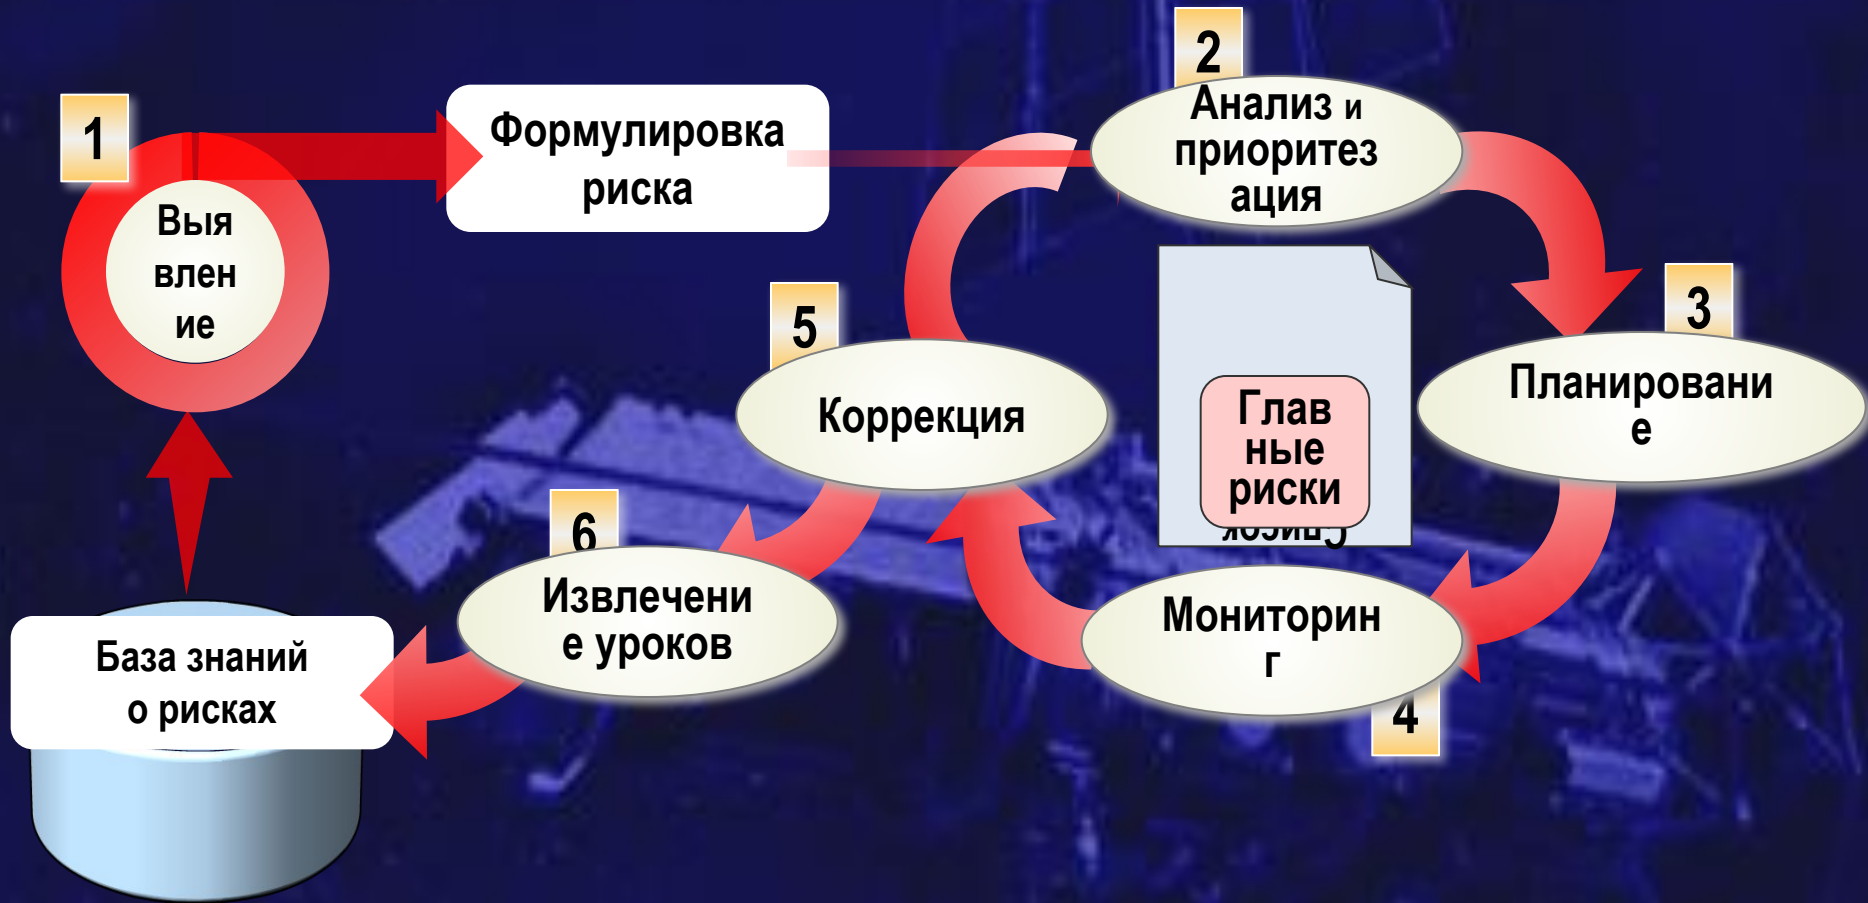 1
Выя
влен
ие
Формулировка
риска
2
Анализ и
приоритез
ация
3
Планировани
е
Глав
ные
риски
Список
4
Мониторин
г
5
Коррекция
6
Извлечени
е уроков
База знаний
о рисках